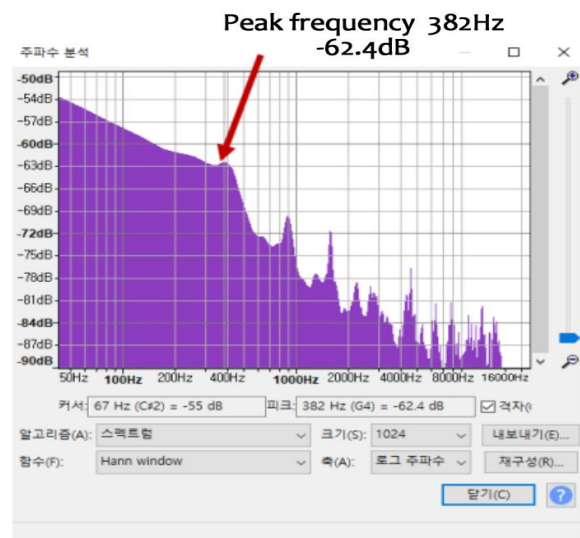 Peak frequency 382Hz
-62.4dB
주파수 분석
-50dB
-54dB
-57dB
-60dB
-63dB
-66dB
-69dB
-72dB
-75dB
-78dB
-81dB
-84dB
-87dB
-90dB
50Hz 100Hz 200Hz 400Hz 1000Hz 2000Hz 4000Hz 8000Hz 16000Hz
커서: 67 Hz (C♯2) = -55 dB 피크: 382 Hz (G4) = -62.4 dB 격자(
알고리즘(A): 스펙트럼 크기(S): 1024 내보내기(E)...
함수(F): Hann window 축(A): 로그 주파수 재구성(R)...
닫기(C) ?